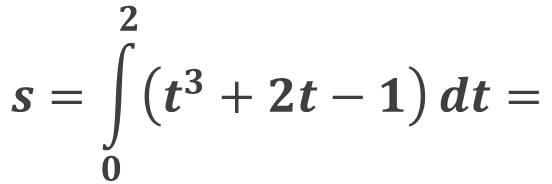 s = ∫₀² (t³ + 2t − 1) dt =